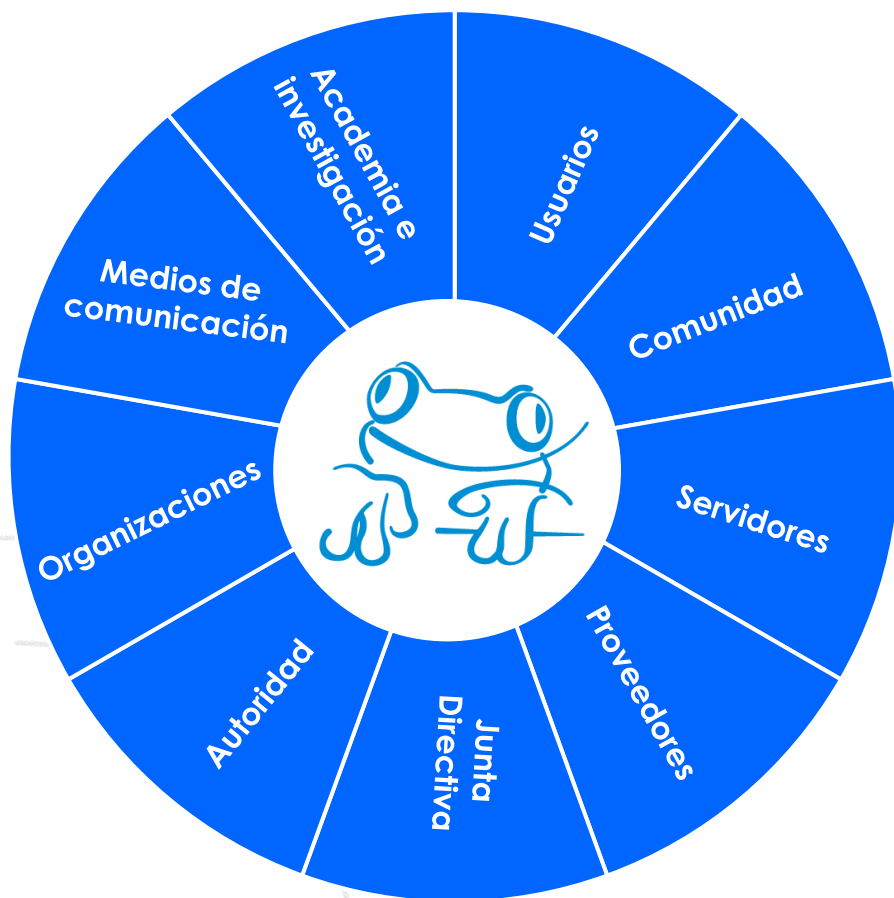 Usuarios
Comunidad
Servidores
Proveedores
Junta
Directiva
Autoridad
Organizaciones
Medios de
comunicación
Academia e
investigación